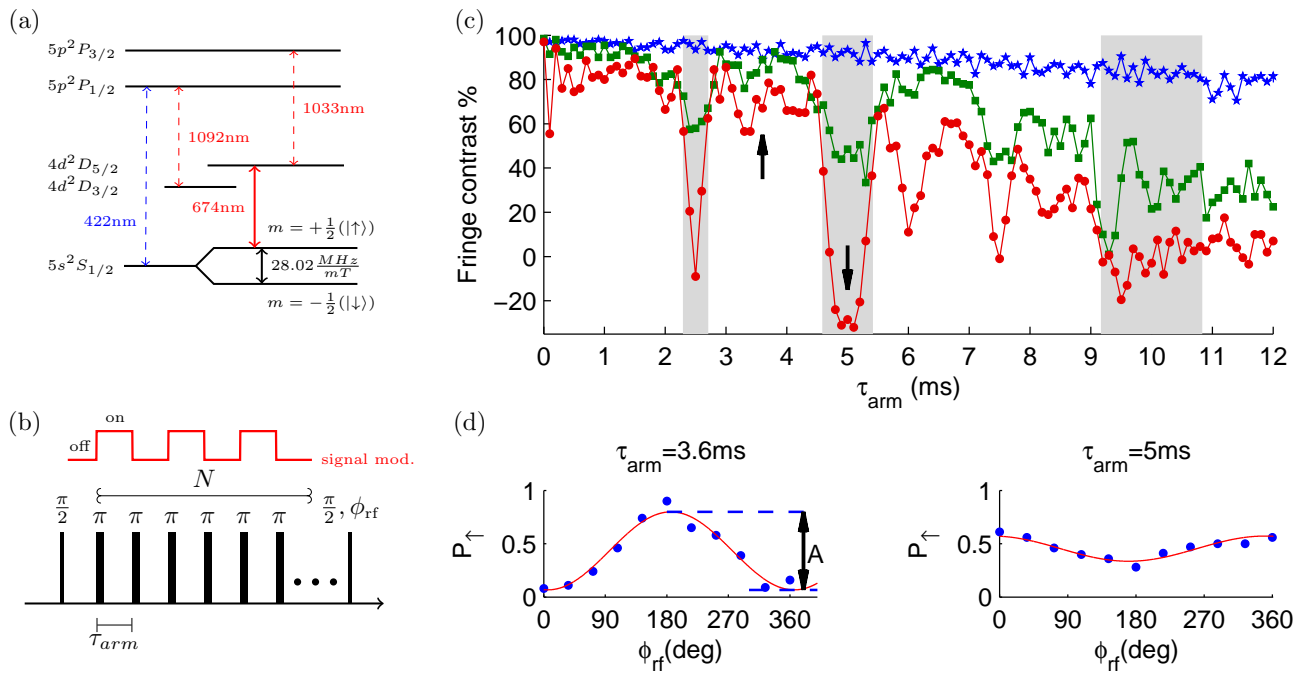 (a)
5p²P₃/₂
5p²P₁/₂
1033nm
1092nm
4d²D₅/₂
4d²D₃/₂
674nm
422nm
m = +½(|↑⟩)
5s²S₁/₂
28.02 MHz/mT
m = −½(|↓⟩)
(b)
on
off
signal mod.
N
π/2 π π π π π π π/2, ϕrf
τarm
(c)
Fringe contrast %
100
80
60
40
20
0
−20
0 1 2 3 4 5 6 7 8 9 10 11 12
τarm (ms)
(d)
τarm=3.6ms
P↑
1
0.5
0
A
0 90 180 270 360
ϕrf(deg)
τarm=5ms
P↑
1
0.5
0
0 90 180 270 360
ϕrf(deg)